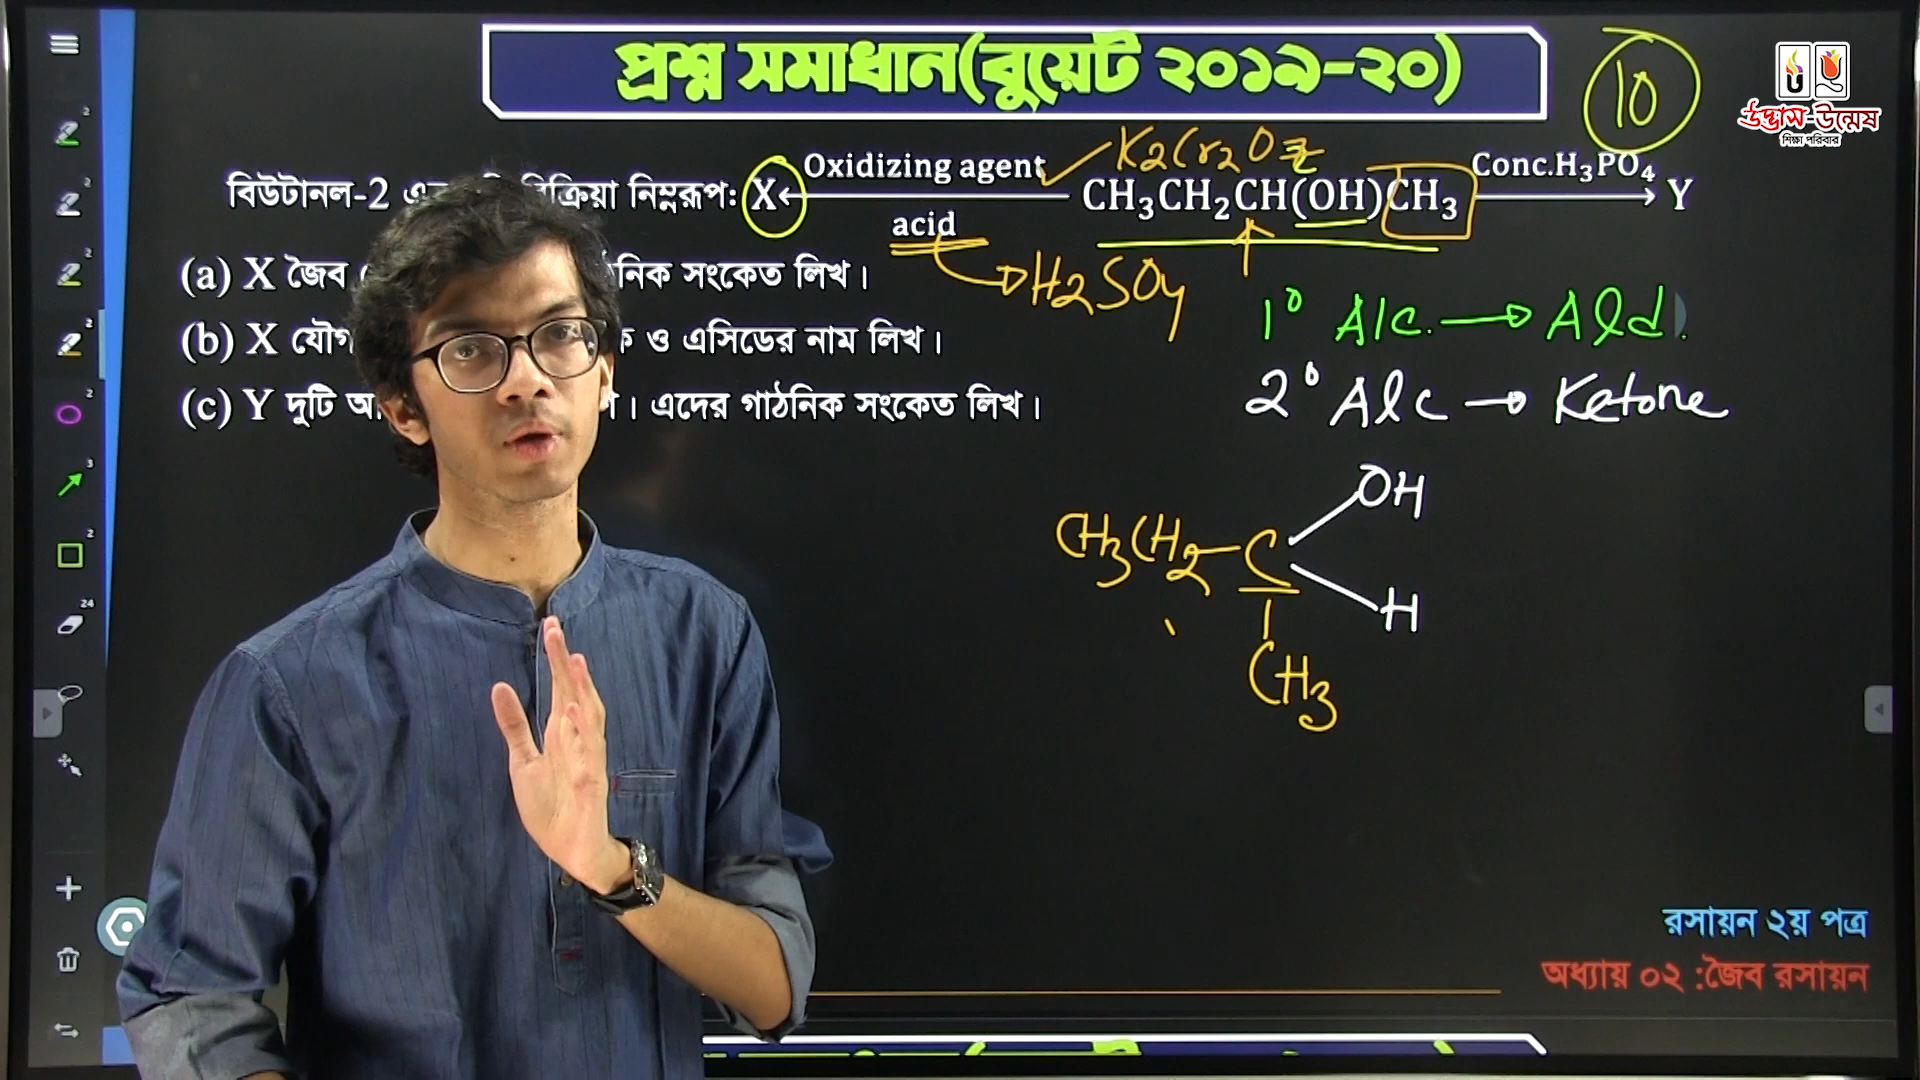 প্রশ্ন সমাধান(বুয়েট ২০১৯-২০)
10
উদ্ভাস-উন্মেষ
শিক্ষা পরিবার
K2Cr2O7
বিউটানল-2 বিক্রিয়া নিম্নরূপঃ X ← Oxidizing agent acid CH₃CH₂CH(OH)CH₃ Conc.H₃PO₄ → Y
H2SO4
(a) X জৈব সংকেত লিখ।
(b) X ও এসিডের নাম লিখ।
(c) Y দুটি এদের গাঠনিক সংকেত লিখ।
1° Alc. → Ald.
2° Alc → Ketone
OH
CH3CH2-C
H
CH3
রসায়ন ২য় পত্র
অধ্যায় ০২ :জৈব রসায়ন